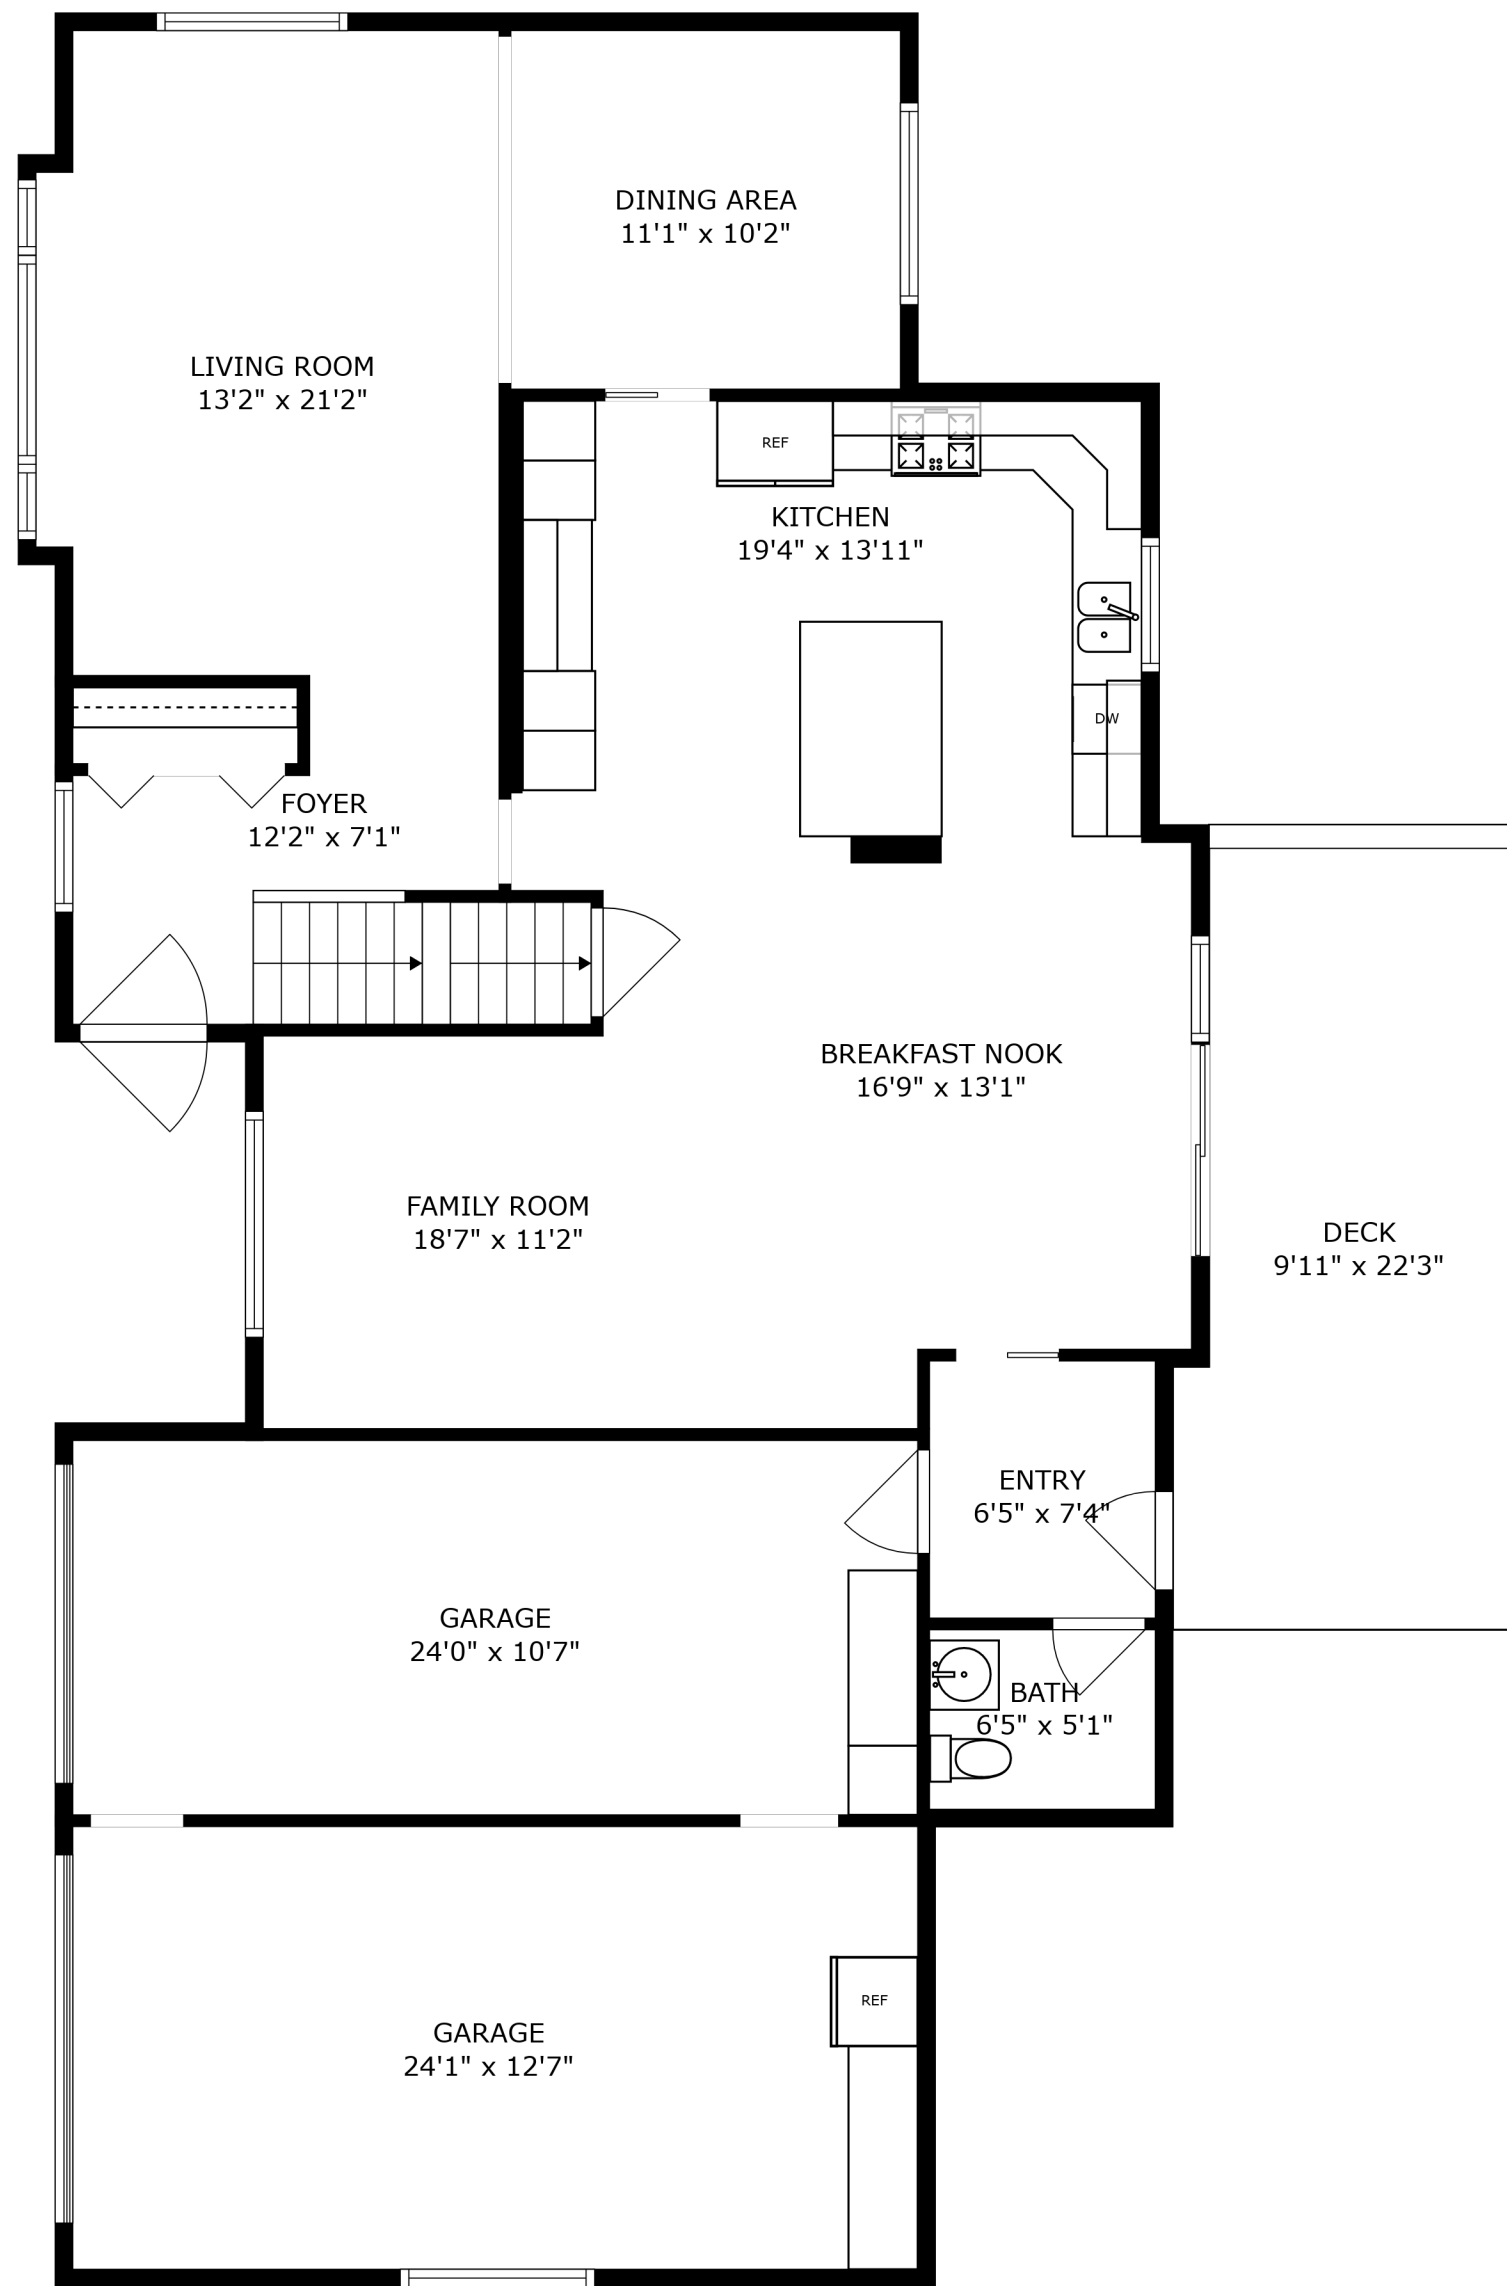 DINING AREA
11'1" x 10'2"
LIVING ROOM
13'2" x 21'2"
REF
KITCHEN
19'4" x 13'11"
DW
FOYER
12'2" x 7'1"
BREAKFAST NOOK
16'9" x 13'1"
FAMILY ROOM
18'7" x 11'2"
DECK
9'11" x 22'3"
ENTRY
6'5" x 7'4"
GARAGE
24'0" x 10'7"
BATH
6'5" x 5'1"
REF
GARAGE
24'1" x 12'7"